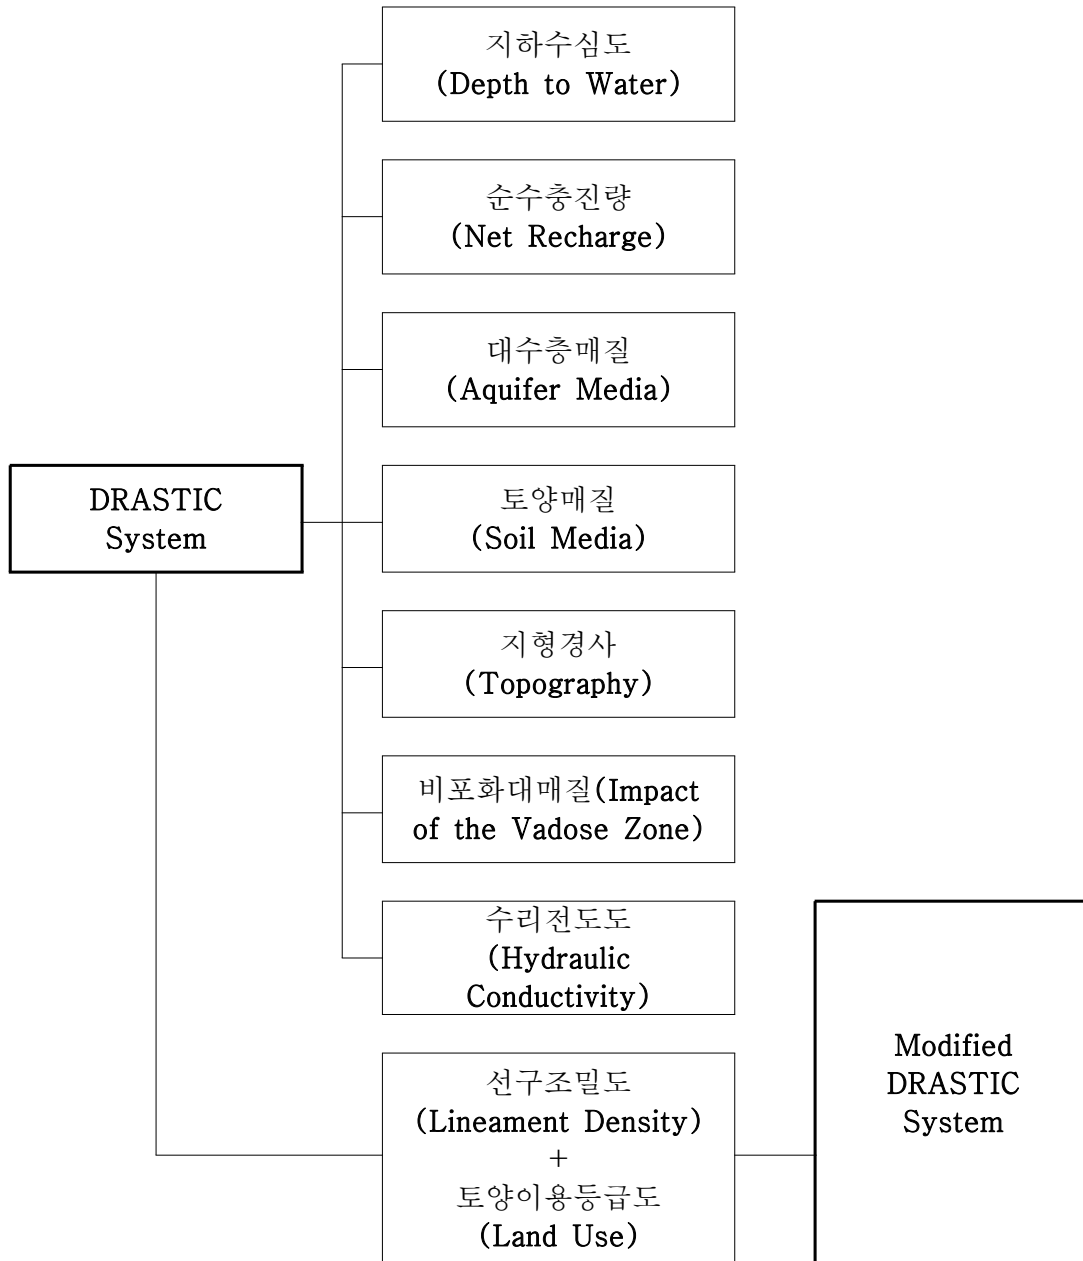 지하수심도
(Depth to Water)
순수충진량
(Net Recharge)
대수층매질
(Aquifer Media)
DRASTIC
System
토양매질
(Soil Media)
지형경사
(Topography)
비포화대매질(Impact
of the Vadose Zone)
수리전도도
(Hydraulic
Conductivity)
선구조밀도
(Lineament Density)
+
토양이용등급도
(Land Use)
Modified
DRASTIC
System